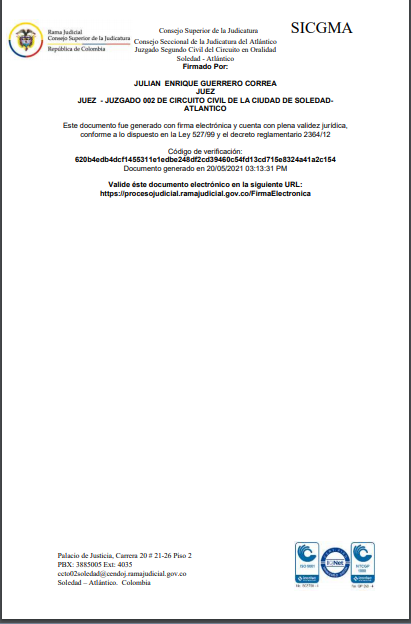 Rama Judicial
Consejo Superior de la Judicatura
República de Colombia
Consejo Superior de la Judicatura
Consejo Seccional de la Judicatura del Atlántico
Juzgado Segundo Civil del Circuito en Oralidad
Soledad - Atlántico
SICGMA
Firmado Por:
JULIAN ENRIQUE GUERRERO CORREA
JUEZ
JUEZ - JUZGADO 002 DE CIRCUITO CIVIL DE LA CIUDAD DE SOLEDAD-
ATLANTICO
Este documento fue generado con firma electrónica y cuenta con plena validez jurídica,
conforme a lo dispuesto en la Ley 527/99 y el decreto reglamentario 2364/12
Código de verificación:
620b4edb4dcf1455311e1edbe248df2cd39460c54fd13cd715e8324a41a2c154
Documento generado en 20/05/2021 03:13:31 PM
Valide éste documento electrónico en la siguiente URL:
https://procesojudicial.ramajudicial.gov.co/FirmaElectronica
Palacio de Justicia, Carrera 20 # 21-26 Piso 2
PBX: 3885005 Ext: 4035
ccto02soledad@cendoj.ramajudicial.gov.co
Soledad – Atlántico. Colombia
ISO 9001
IQNet
NTCGP
1000